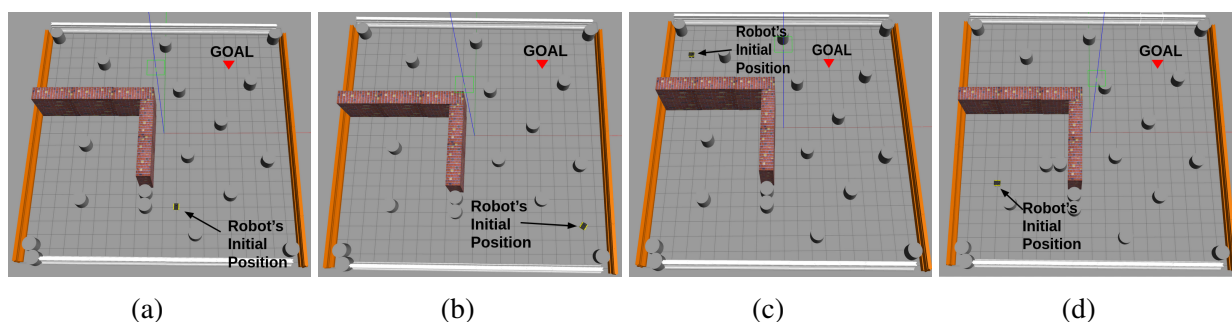 GOAL
Robot's
Initial
Position
(a)
GOAL
Robot's
Initial
Position
(b)
Robot's
Initial
Position
GOAL
(c)
GOAL
Robot's
Initial
Position
(d)